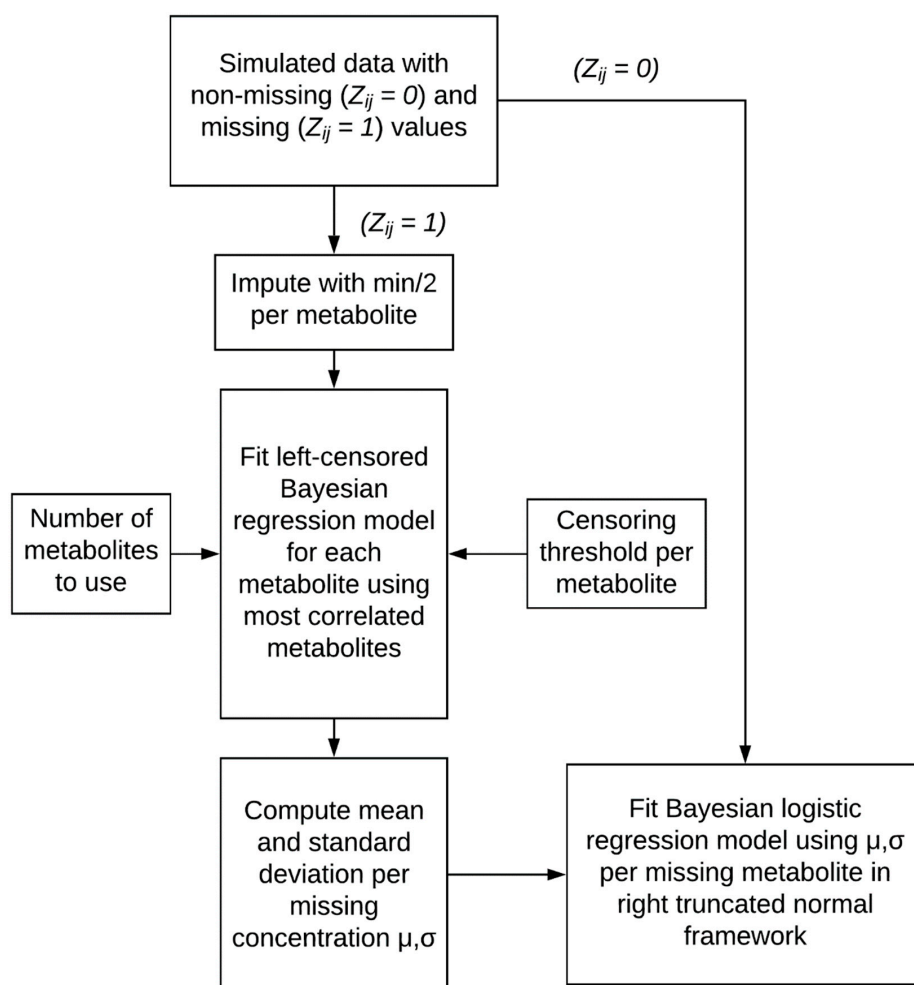 Simulated data with
non-missing (Zij = 0) and
missing (Zij = 1) values
(Zij = 0)
(Zij = 1)
Impute with min/2
per metabolite
Fit left-censored
Bayesian
regression model
for each
metabolite using
most correlated
metabolites
Number of
metabolites
to use
Censoring
threshold per
metabolite
Compute mean
and standard
deviation per
missing
concentration μ,σ
Fit Bayesian logistic
regression model using μ,σ
per missing metabolite in
right truncated normal
framework